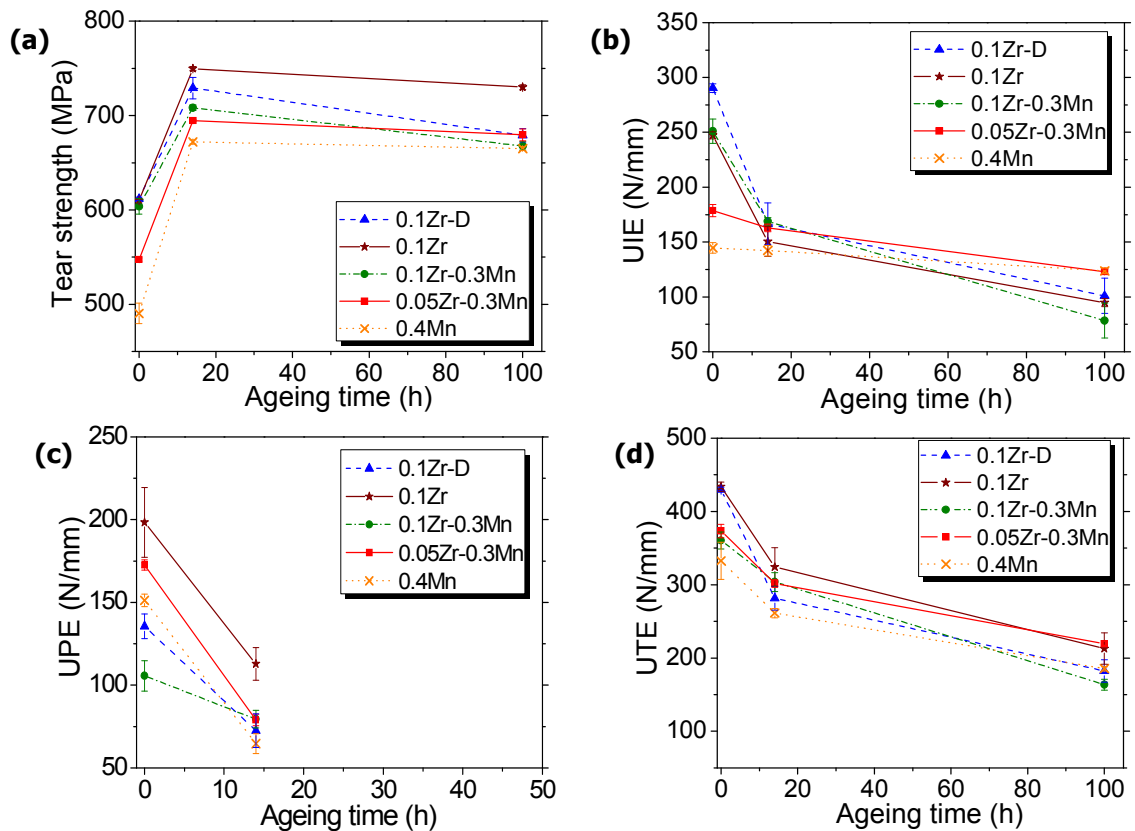 (a)
Tear strength (MPa)
800
700
600
500
0.1Zr-D
0.1Zr
0.1Zr-0.3Mn
0.05Zr-0.3Mn
0.4Mn
0 20 40 60 80 100
Ageing time (h)
(b)
UIE (N/mm)
350
300
250
200
150
100
50
0.1Zr-D
0.1Zr
0.1Zr-0.3Mn
0.05Zr-0.3Mn
0.4Mn
0 20 40 60 80 100
Ageing time (h)
(c)
UPE (N/mm)
250
200
150
100
50
0.1Zr-D
0.1Zr
0.1Zr-0.3Mn
0.05Zr-0.3Mn
0.4Mn
0 10 20 30 40 50
Ageing time (h)
(d)
UTE (N/mm)
500
400
300
200
100
0.1Zr-D
0.1Zr
0.1Zr-0.3Mn
0.05Zr-0.3Mn
0.4Mn
0 20 40 60 80 100
Ageing time (h)